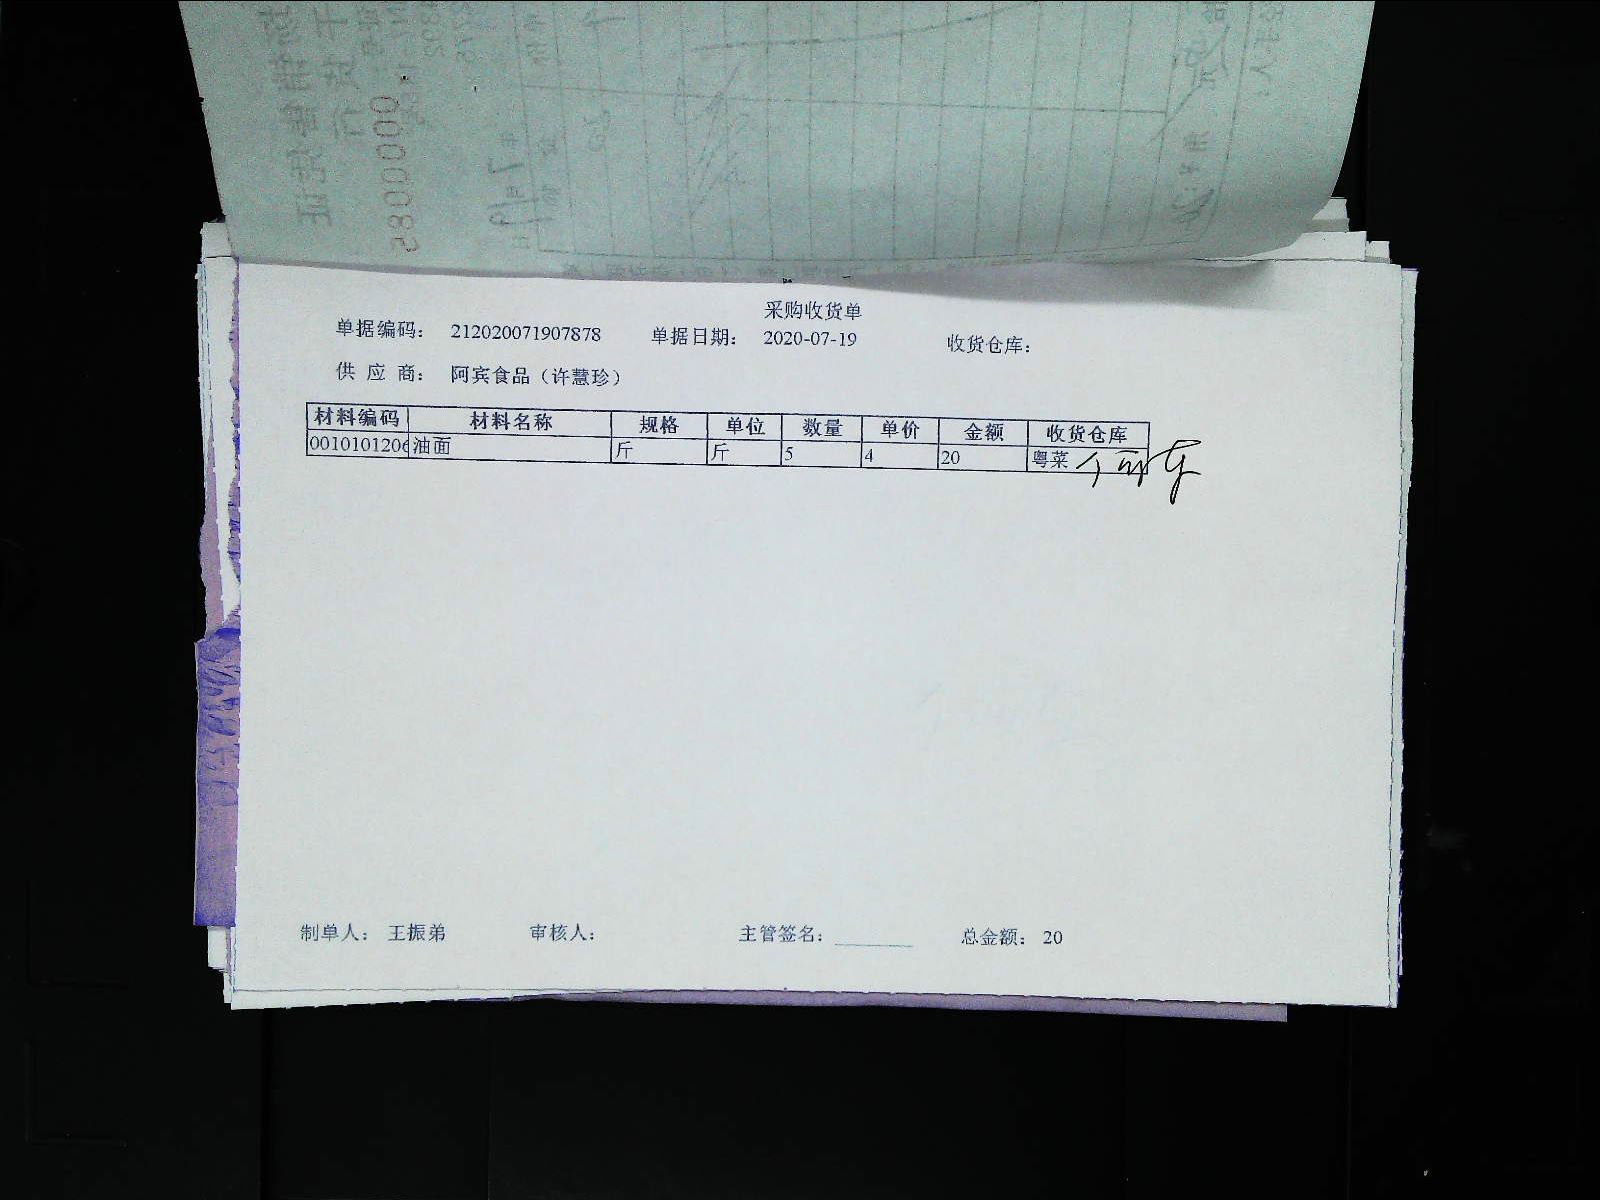 采购收货单
单据编码： 212020071907878 单据日期： 2020-07-19 收货仓库：
供 应 商： 阿宾食品（许慧珍）
材料编码 材料名称 规格 单位 数量 单价 金额 收货仓库
0010101206 油面 斤 斤 5 4 20 粤菜
制单人： 王振弟 审核人： 主管签名： ________ 总金额： 20